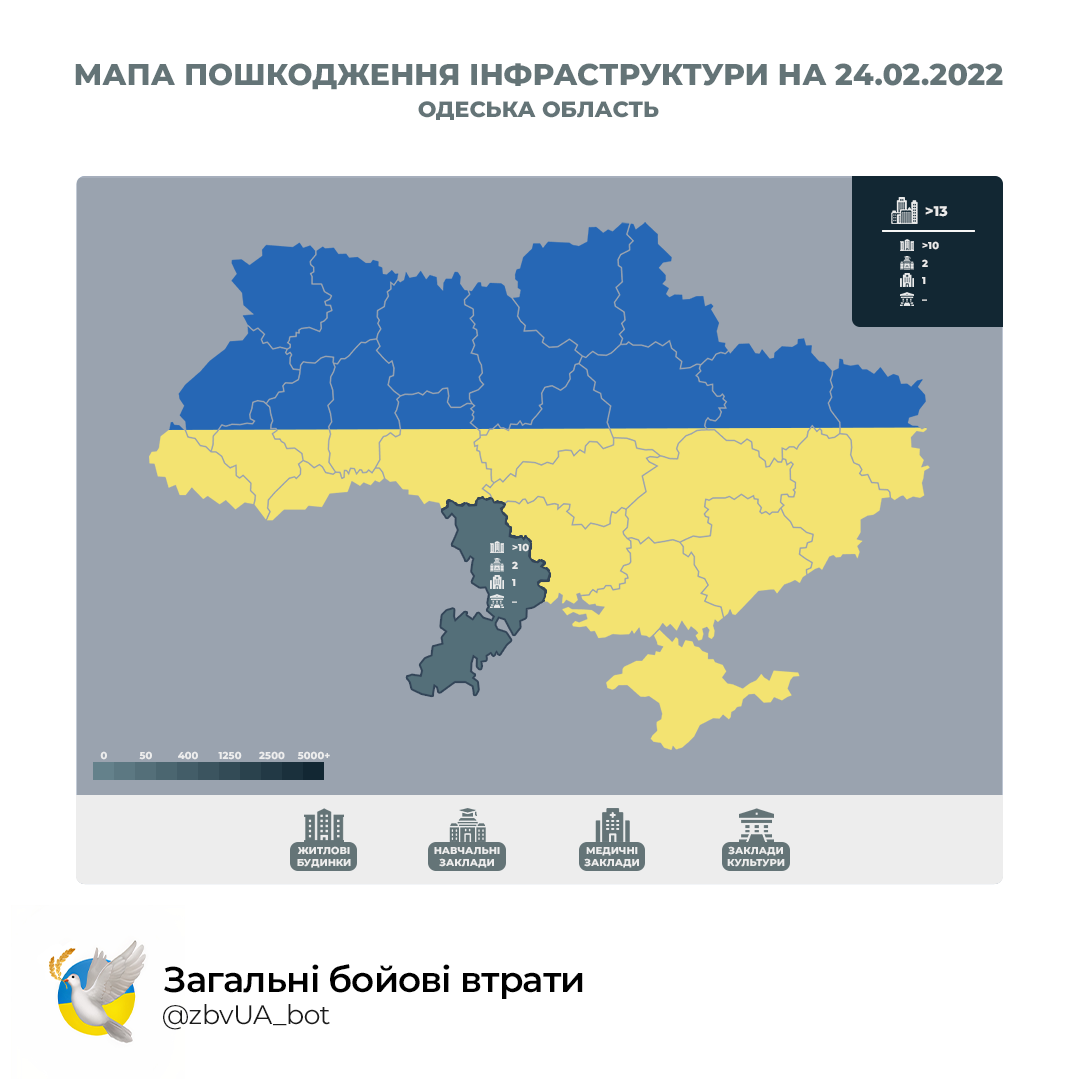 МАПА ПОШКОДЖЕННЯ ІНФРАСТРУКТУРИ НА 24.02.2022
ОДЕСЬКА ОБЛАСТЬ
>13
>10
2
1
–
>10
2
1
–
0 50 400 1250 2500 5000+
ЖИТЛОВІ
БУДИНКИ
НАВЧАЛЬНІ
ЗАКЛАДИ
МЕДИЧНІ
ЗАКЛАДИ
ЗАКЛАДИ
КУЛЬТУРИ
Загальні бойові втрати
@zbvUA_bot